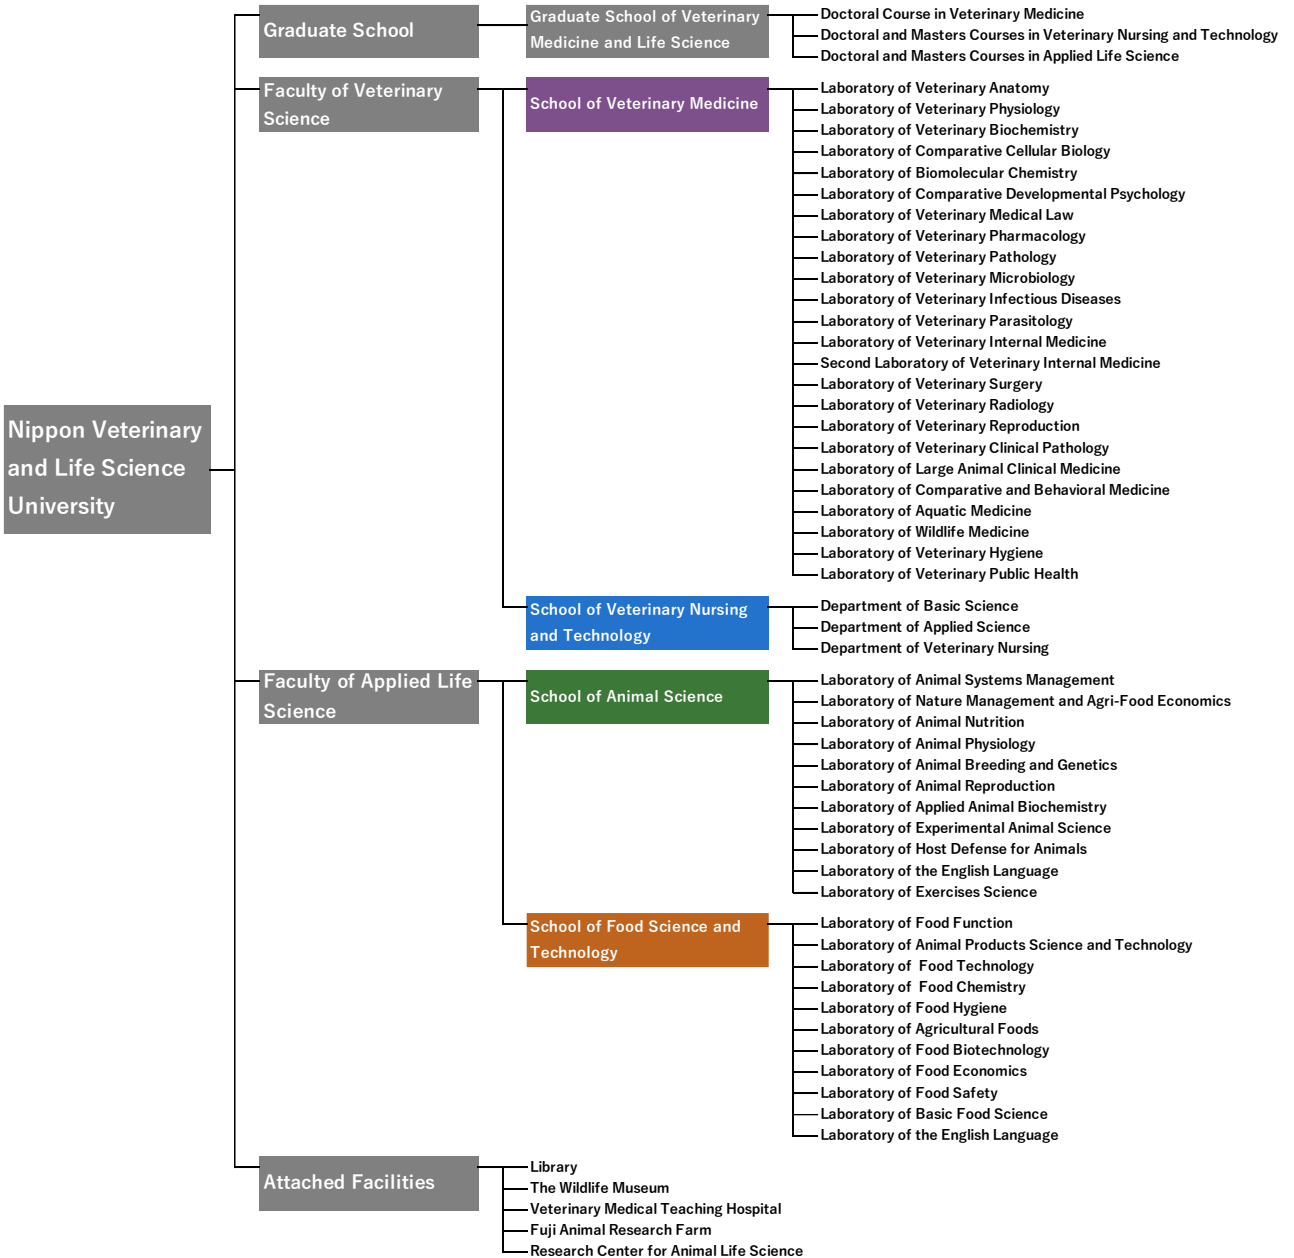 Nippon Veterinary
and Life Science
University
Graduate School
Graduate School of Veterinary
Medicine and Life Science
Doctoral Course in Veterinary Medicine
Doctoral and Masters Courses in Veterinary Nursing and Technology
Doctoral and Masters Courses in Applied Life Science
Faculty of Veterinary
Science
School of Veterinary Medicine
Laboratory of Veterinary Anatomy
Laboratory of Veterinary Physiology
Laboratory of Veterinary Biochemistry
Laboratory of Comparative Cellular Biology
Laboratory of Biomolecular Chemistry
Laboratory of Comparative Developmental Psychology
Laboratory of Veterinary Medical Law
Laboratory of Veterinary Pharmacology
Laboratory of Veterinary Pathology
Laboratory of Veterinary Microbiology
Laboratory of Veterinary Infectious Diseases
Laboratory of Veterinary Parasitology
Laboratory of Veterinary Internal Medicine
Second Laboratory of Veterinary Internal Medicine
Laboratory of Veterinary Surgery
Laboratory of Veterinary Radiology
Laboratory of Veterinary Reproduction
Laboratory of Veterinary Clinical Pathology
Laboratory of Large Animal Clinical Medicine
Laboratory of Comparative and Behavioral Medicine
Laboratory of Aquatic Medicine
Laboratory of Wildlife Medicine
Laboratory of Veterinary Hygiene
Laboratory of Veterinary Public Health
School of Veterinary Nursing
and Technology
Department of Basic Science
Department of Applied Science
Department of Veterinary Nursing
Faculty of Applied Life
Science
School of Animal Science
Laboratory of Animal Systems Management
Laboratory of Nature Management and Agri-Food Economics
Laboratory of Animal Nutrition
Laboratory of Animal Physiology
Laboratory of Animal Breeding and Genetics
Laboratory of Animal Reproduction
Laboratory of Applied Animal Biochemistry
Laboratory of Experimental Animal Science
Laboratory of Host Defense for Animals
Laboratory of the English Language
Laboratory of Exercises Science
School of Food Science and
Technology
Laboratory of Food Function
Laboratory of Animal Products Science and Technology
Laboratory of Food Technology
Laboratory of Food Chemistry
Laboratory of Food Hygiene
Laboratory of Agricultural Foods
Laboratory of Food Biotechnology
Laboratory of Food Economics
Laboratory of Food Safety
Laboratory of Basic Food Science
Laboratory of the English Language
Attached Facilities
Library
The Wildlife Museum
Veterinary Medical Teaching Hospital
Fuji Animal Research Farm
Research Center for Animal Life Science